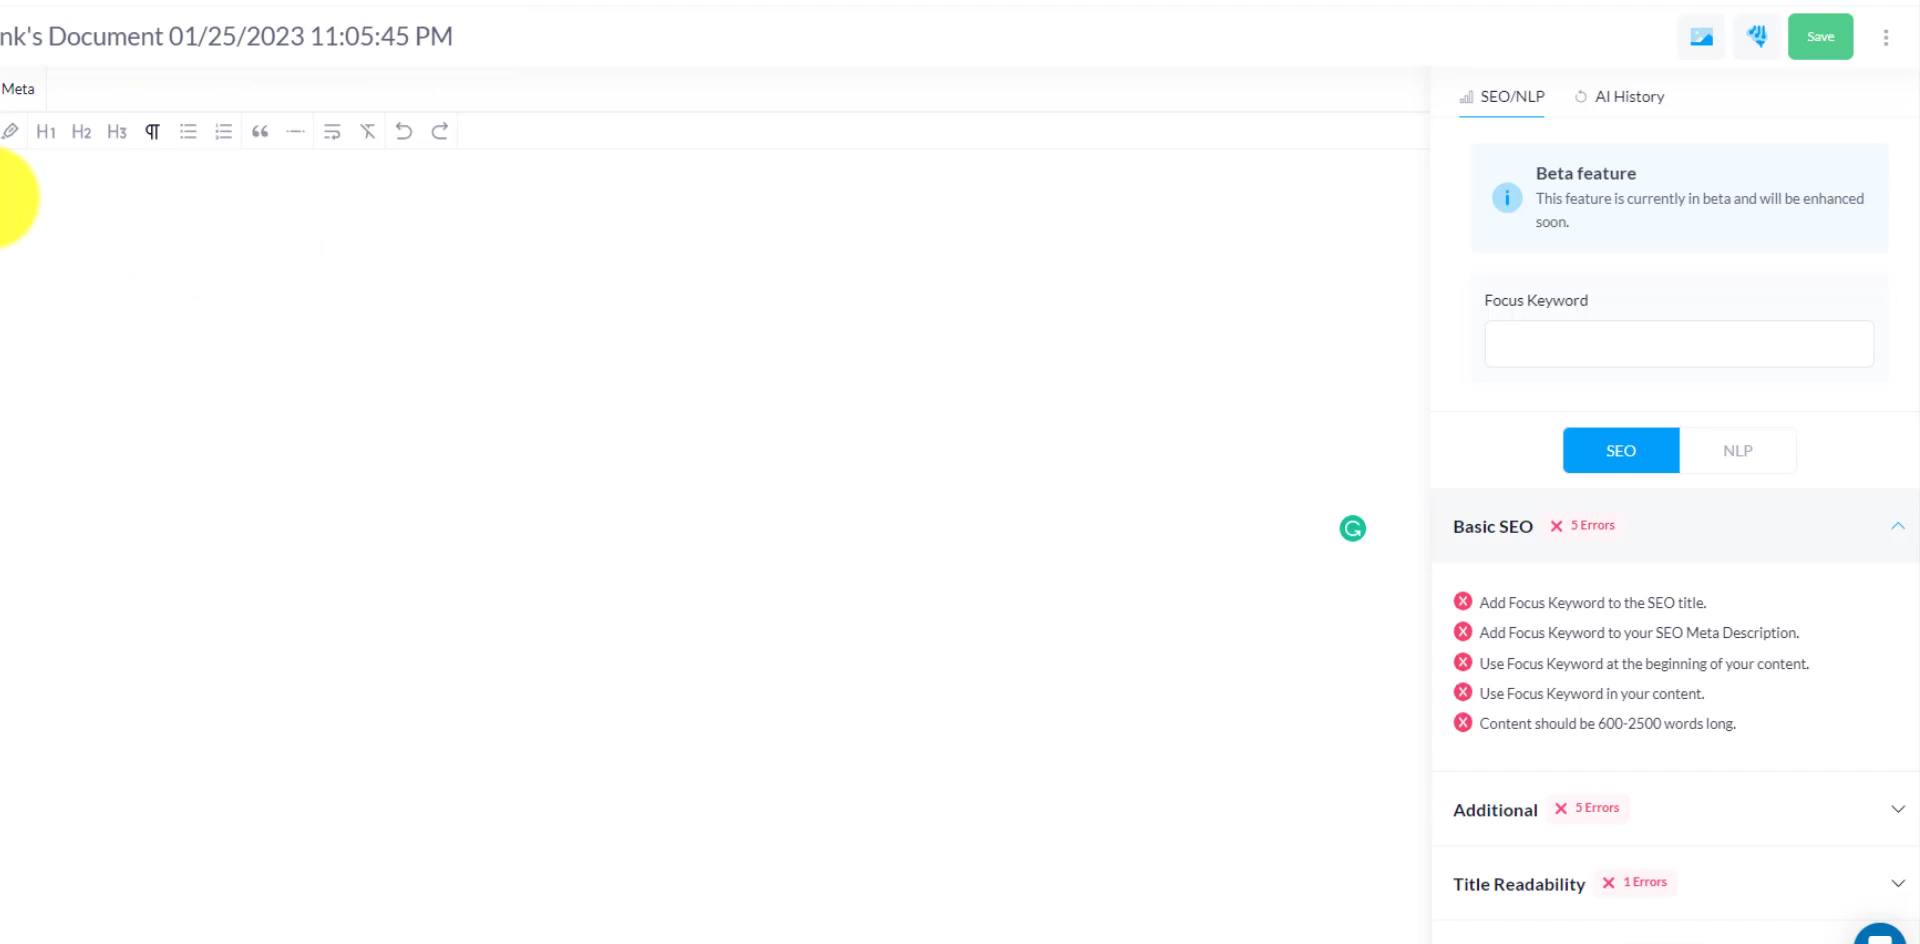 nk's Document 01/25/2023 11:05:45 PM
Save
Meta
SEO/NLP
AI History
H1 H2 H3
Beta feature
This feature is currently in beta and will be enhanced
soon.
Focus Keyword
SEO
NLP
Basic SEO
5 Errors
Add Focus Keyword to the SEO title.
Add Focus Keyword to your SEO Meta Description.
Use Focus Keyword at the beginning of your content.
Use Focus Keyword in your content.
Content should be 600-2500 words long.
Additional
5 Errors
Title Readability
1 Errors